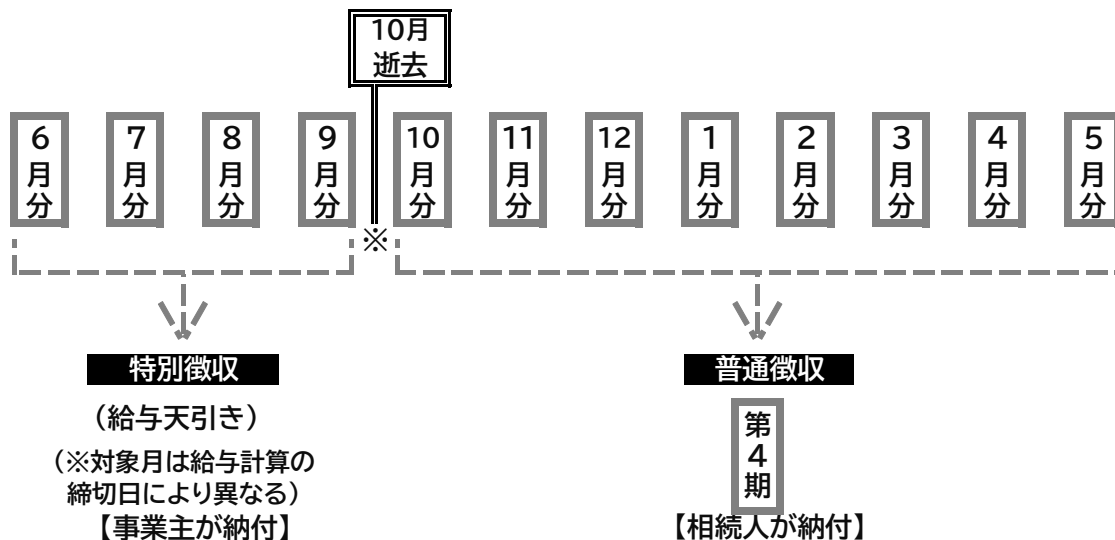 10月
逝去
6月分
7月分
8月分
9月分
10月分
11月分
12月分
1月分
2月分
3月分
4月分
5月分
※
特別徴収
普通徴収
（給与天引き）
（※対象月は給与計算の
締切日により異なる）
【事業主が納付】
第4期
【相続人が納付】